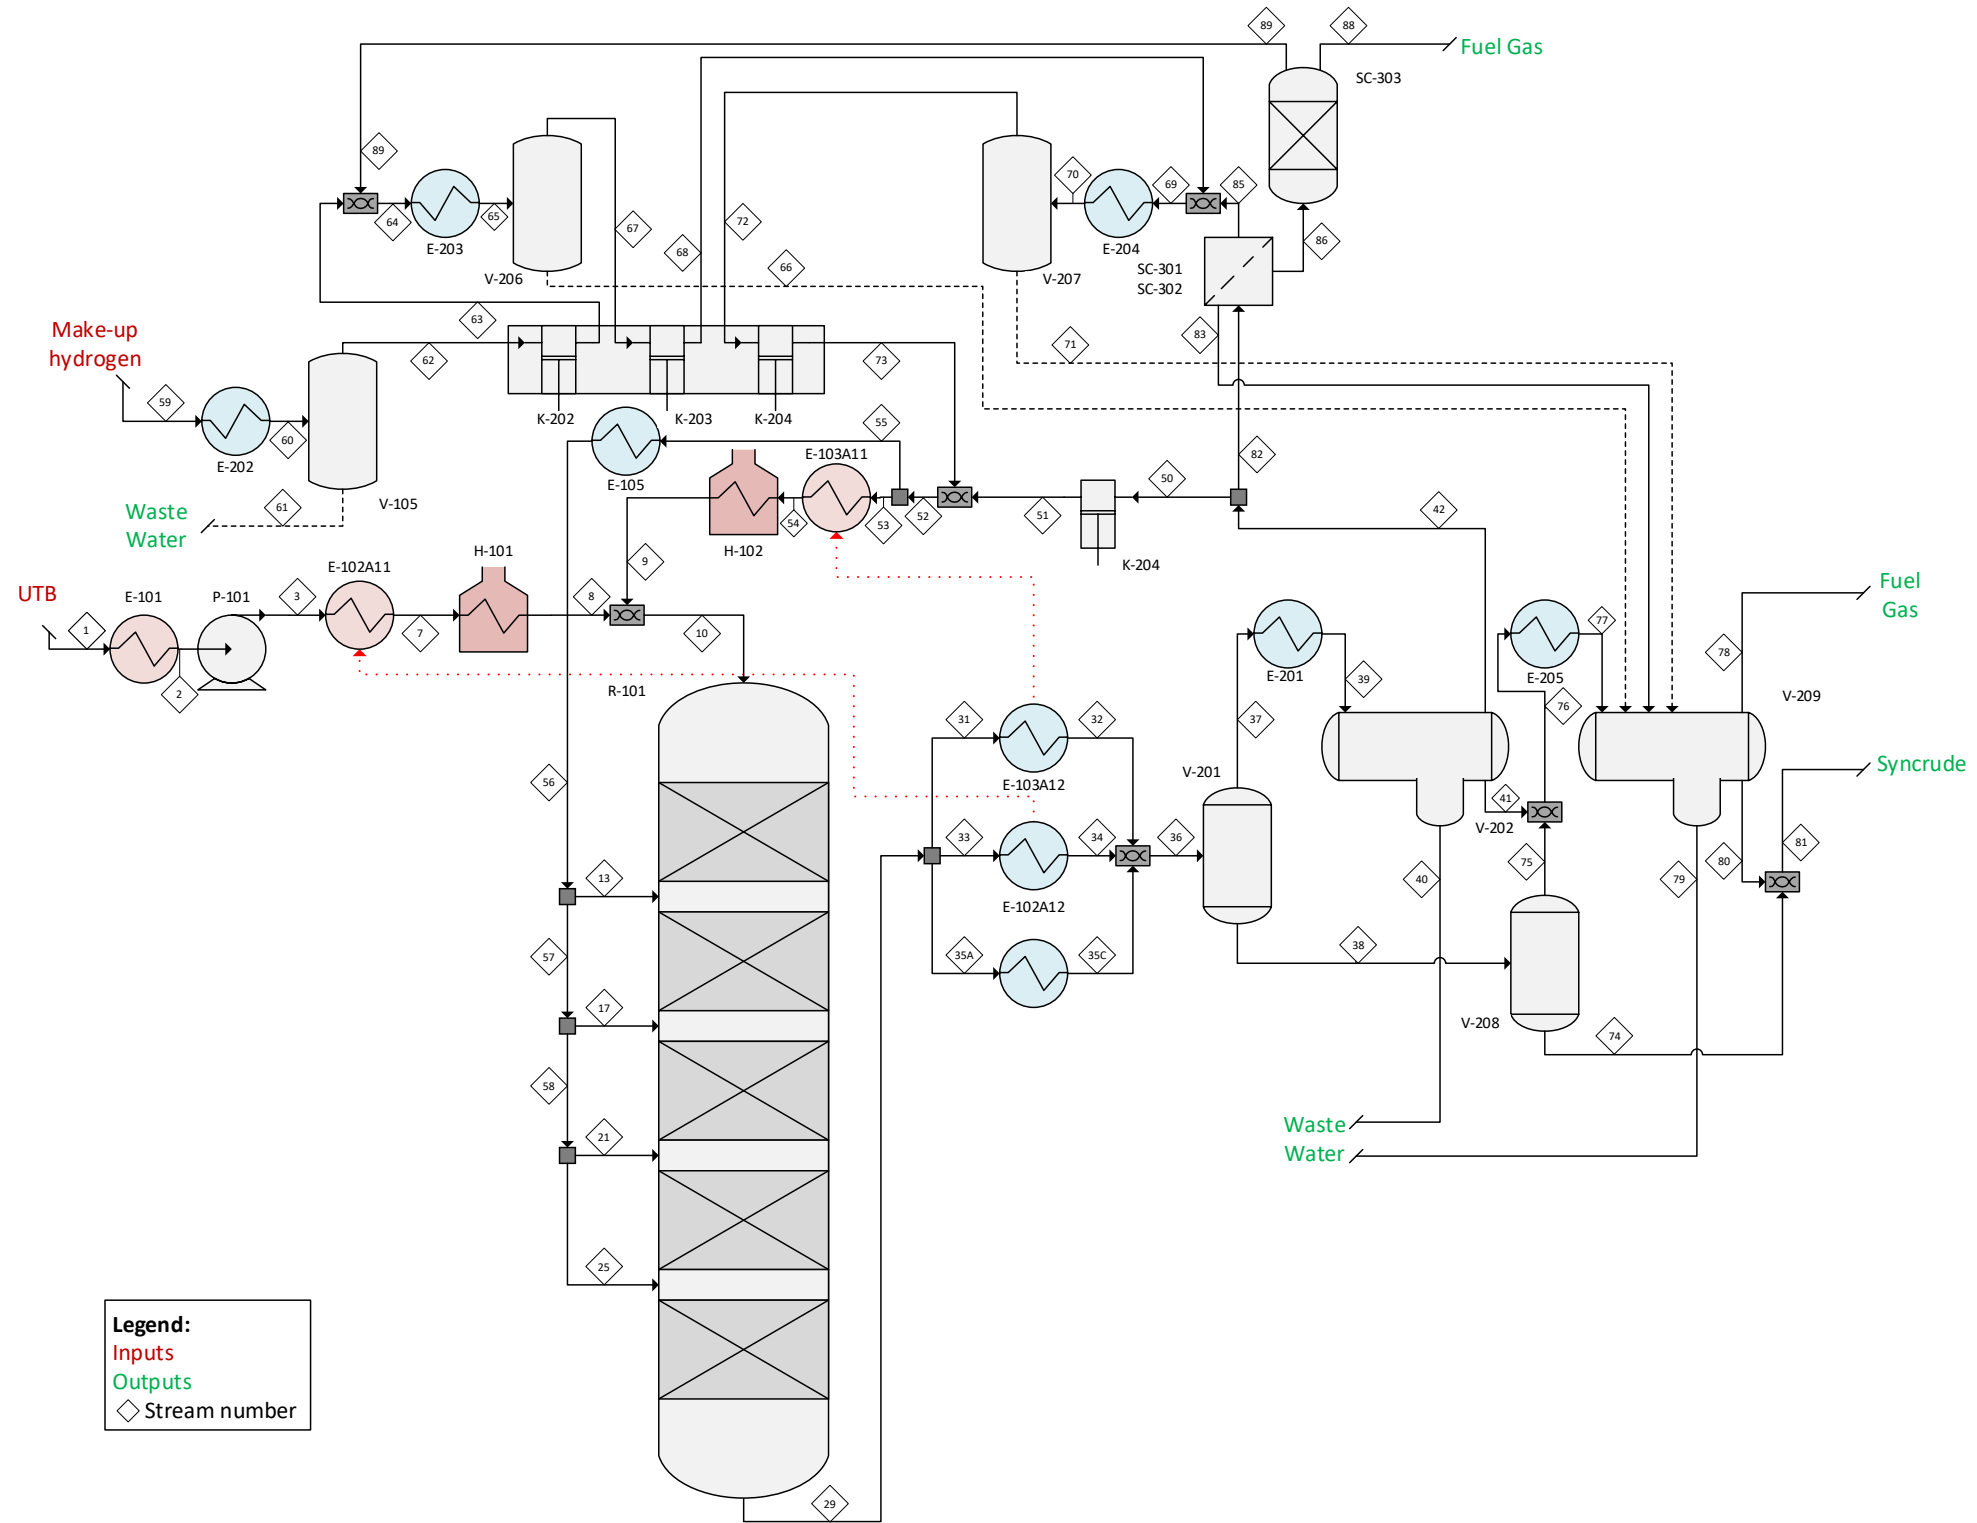 89
88
Fuel Gas
SC-303
89
70
69
85
64
65
67
68
72
66
86
E-203
E-204
V-206
V-207
SC-301
SC-302
63
83
71
Make-up
hydrogen
62
73
59
60
K-202
K-203
K-204
55
E-202
E-103A11
82
E-105
V-105
61
Waste
Water
54
53
52
51
50
42
H-102
K-204
9
H-101
E-102A11
UTB
E-101
P-101
1
3
7
8
10
2
R-101
Fuel
Gas
77
E-201
E-205
39
78
76
V-209
37
31
32
Syncrude
V-201
E-103A12
56
41
V-202
33
34
36
81
75
80
13
40
79
E-102A12
35A
35C
38
57
17
V-208
74
58
21
Waste
Water
25
Legend:
Inputs
Outputs
Stream number
29